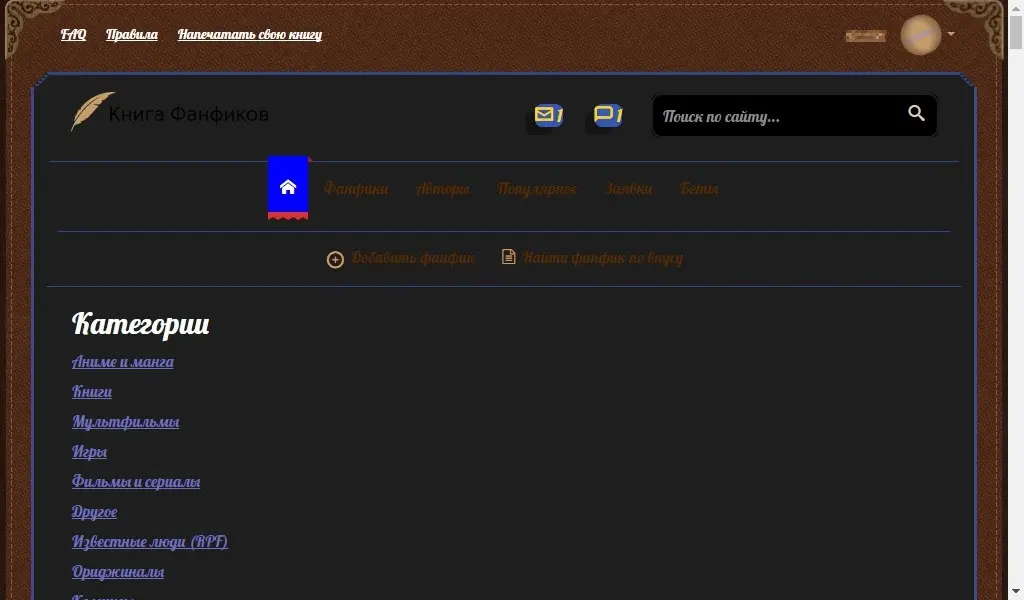 FAQ Правила Напечатать свою книгу
Книга Фанфиков
1 1 Поиск по сайту...
Фанфики Авторы Популярное Заявки Беты
Добавить фанфик Найти фанфик по вкусу
Категории
Аниме и манга
Книги
Мультфильмы
Игры
Фильмы и сериалы
Другое
Известные люди (RPF)
Ориджиналы